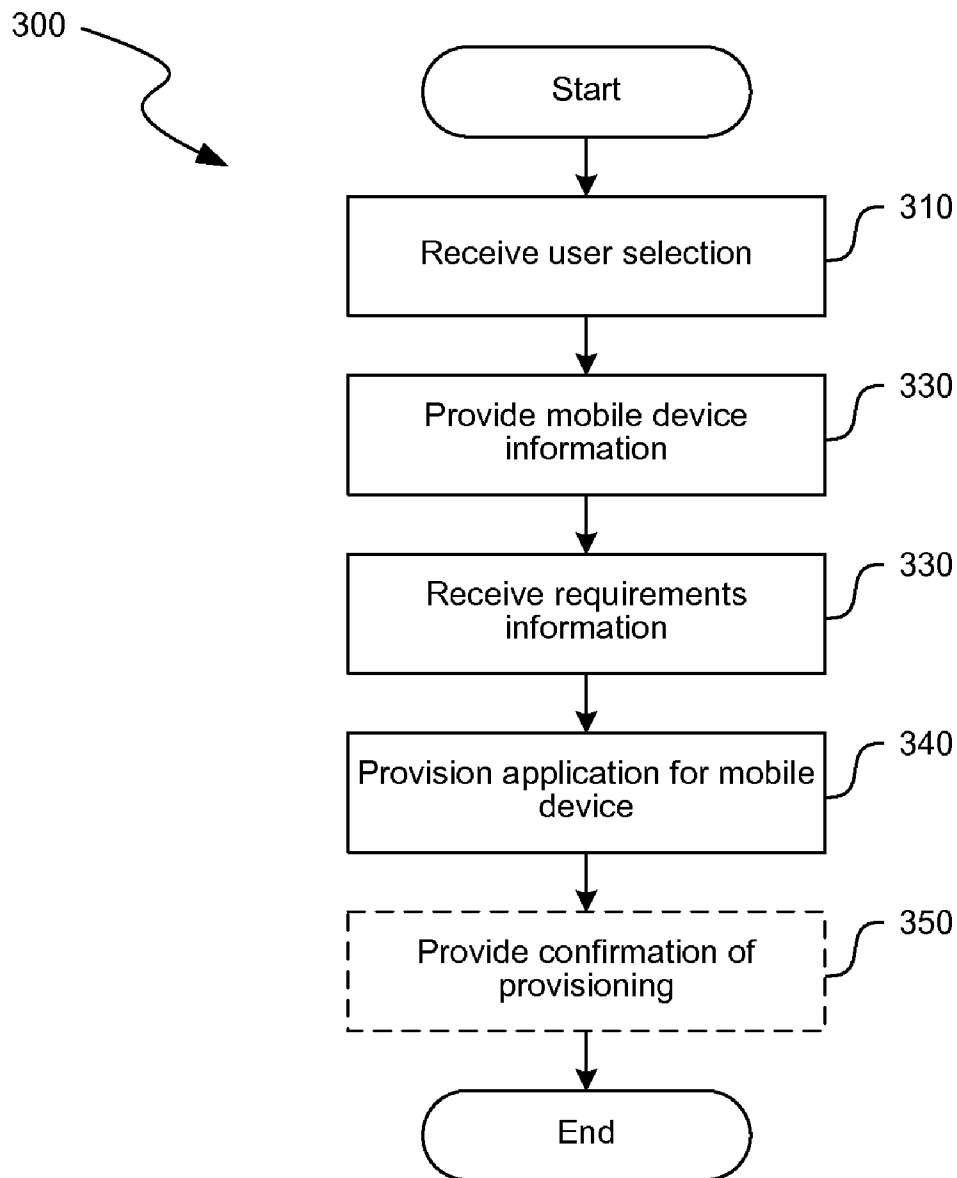 300
Start
310
Receive user selection
330
Provide mobile device
information
330
Receive requirements
information
340
Provision application for mobile
device
350
Provide confirmation of
provisioning
End